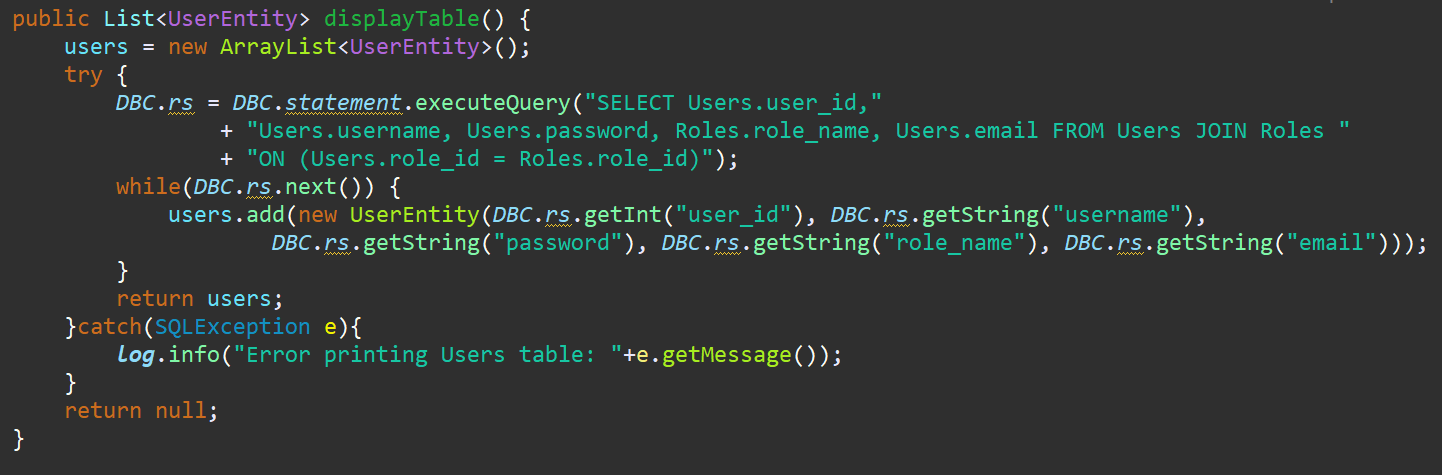 public List<UserEntity> displayTable() {
    users = new ArrayList<UserEntity>();
    try {
        DBC.rs = DBC.statement.executeQuery("SELECT Users.user_id,"
                + "Users.username, Users.password, Roles.role_name, Users.email FROM Users JOIN Roles "
                + "ON (Users.role_id = Roles.role_id)");
        while(DBC.rs.next()) {
            users.add(new UserEntity(DBC.rs.getInt("user_id"), DBC.rs.getString("username"),
                    DBC.rs.getString("password"), DBC.rs.getString("role_name"), DBC.rs.getString("email")));
        }
        return users;
    }catch(SQLException e){
        log.info("Error printing Users table: "+e.getMessage());
    }
    return null;
}